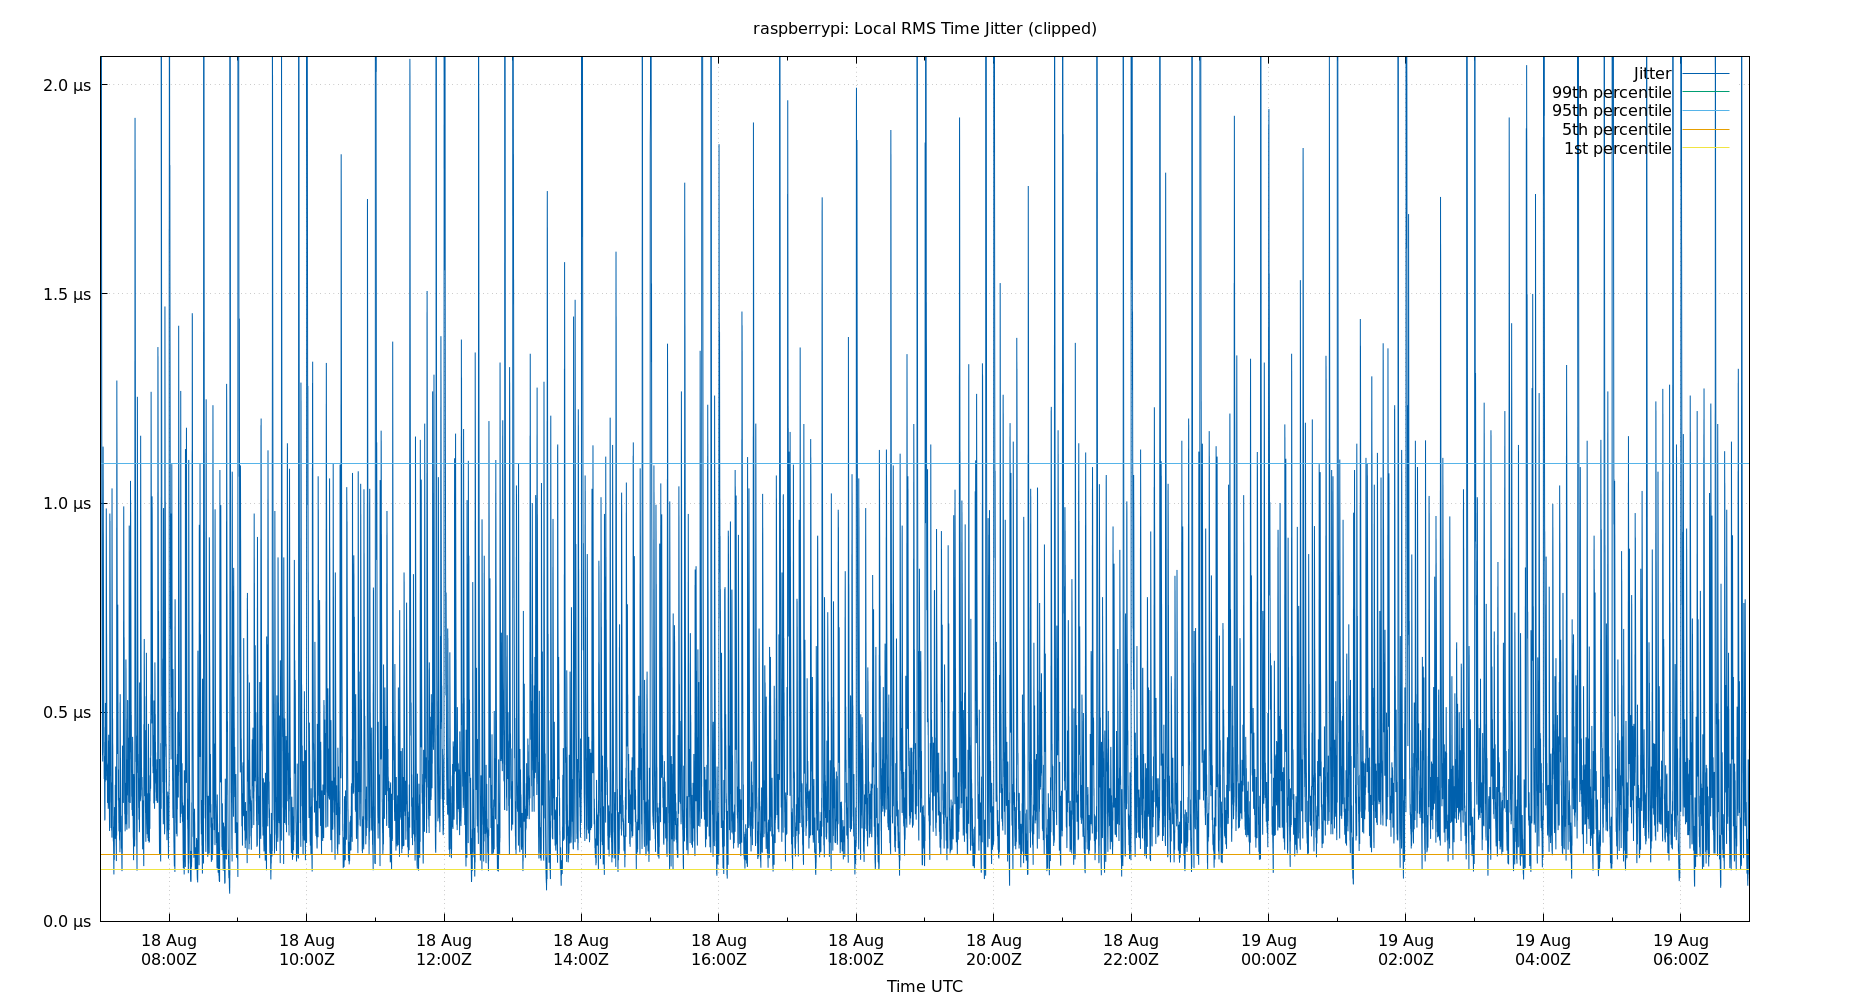 raspberrypi: Local RMS Time Jitter (clipped)
Jitter
99th percentile
95th percentile
5th percentile
1st percentile
2.0 µs
1.5 µs
1.0 µs
0.5 µs
0.0 µs
18 Aug 18 Aug 18 Aug 18 Aug 18 Aug 18 Aug 18 Aug 18 Aug 19 Aug 19 Aug 19 Aug 19 Aug
08:00Z 10:00Z 12:00Z 14:00Z 16:00Z 18:00Z 20:00Z 22:00Z 00:00Z 02:00Z 04:00Z 06:00Z
Time UTC